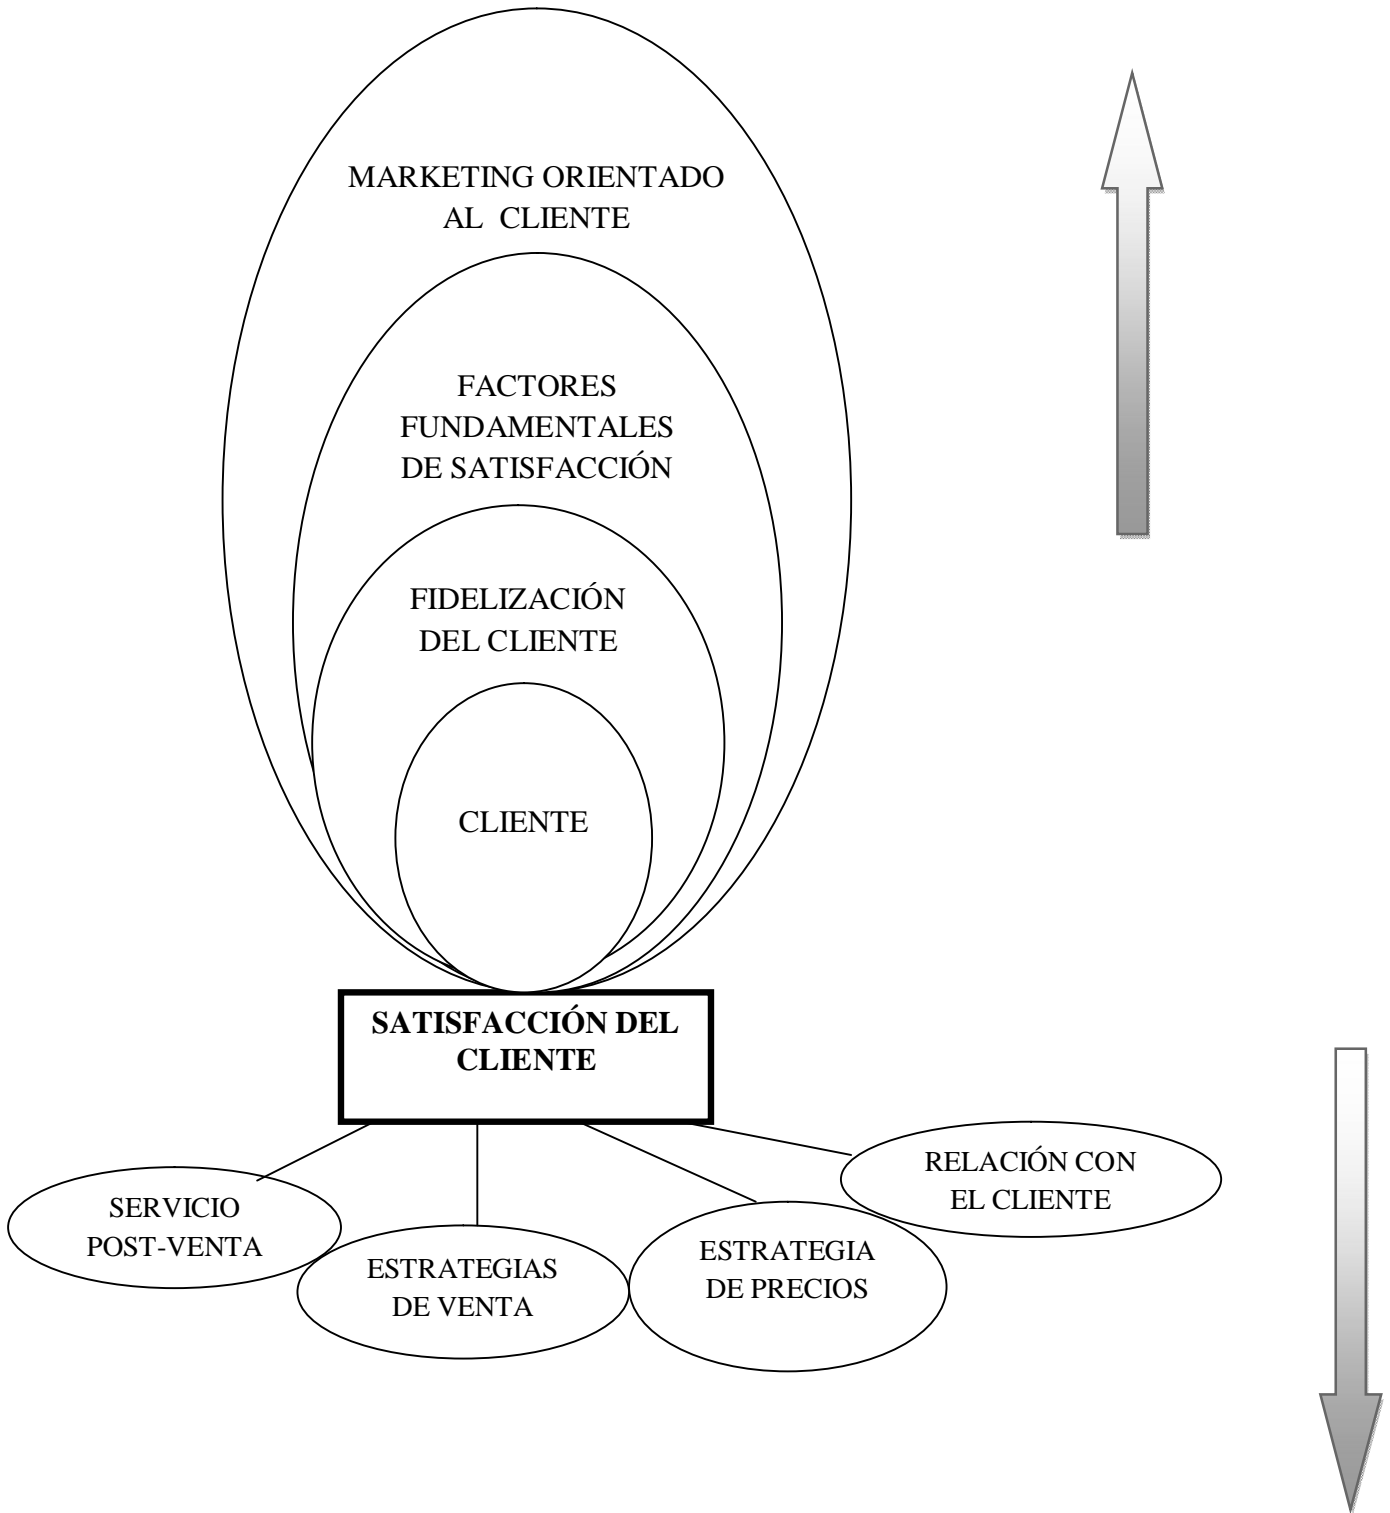 MARKETING ORIENTADO
AL CLIENTE
FACTORES
FUNDAMENTALES
DE SATISFACCIÓN
FIDELIZACIÓN
DEL CLIENTE
CLIENTE
SATISFACCIÓN DEL
CLIENTE
SERVICIO
POST-VENTA
ESTRATEGIAS
DE VENTA
ESTRATEGIA
DE PRECIOS
RELACIÓN CON
EL CLIENTE